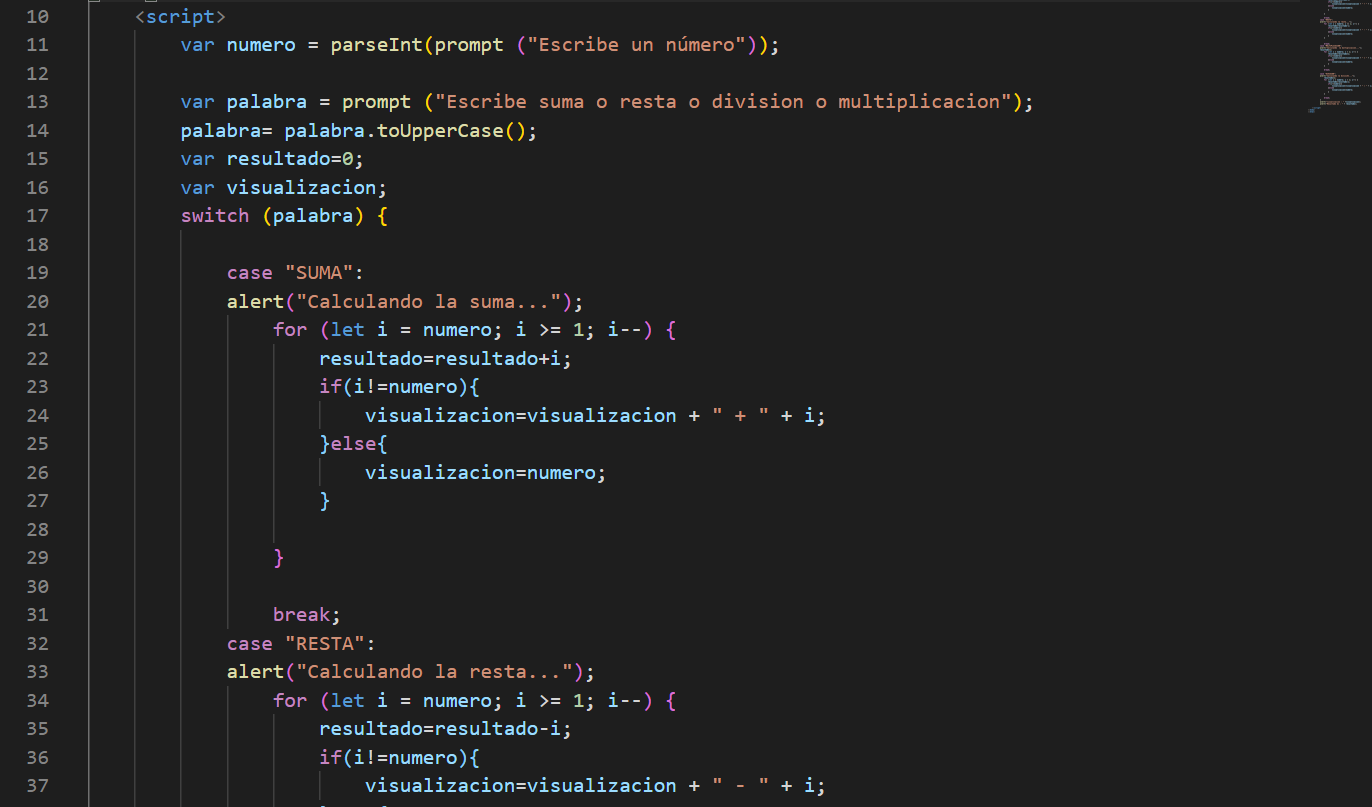 10 <script>
11 var numero = parseInt(prompt ("Escribe un número"));
12
13 var palabra = prompt ("Escribe suma o resta o division o multiplicacion");
14 palabra= palabra.toUpperCase();
15 var resultado=0;
16 var visualizacion;
17 switch (palabra) {
18
19 case "SUMA":
20 alert("Calculando la suma...");
21 for (let i = numero; i >= 1; i--) {
22 resultado=resultado+i;
23 if(i!=numero){
24 visualizacion=visualizacion + " + " + i;
25 }else{
26 visualizacion=numero;
27 }
28
29 }
30
31 break;
32 case "RESTA":
33 alert("Calculando la resta...");
34 for (let i = numero; i >= 1; i--) {
35 resultado=resultado-i;
36 if(i!=numero){
37 visualizacion=visualizacion + " - " + i;